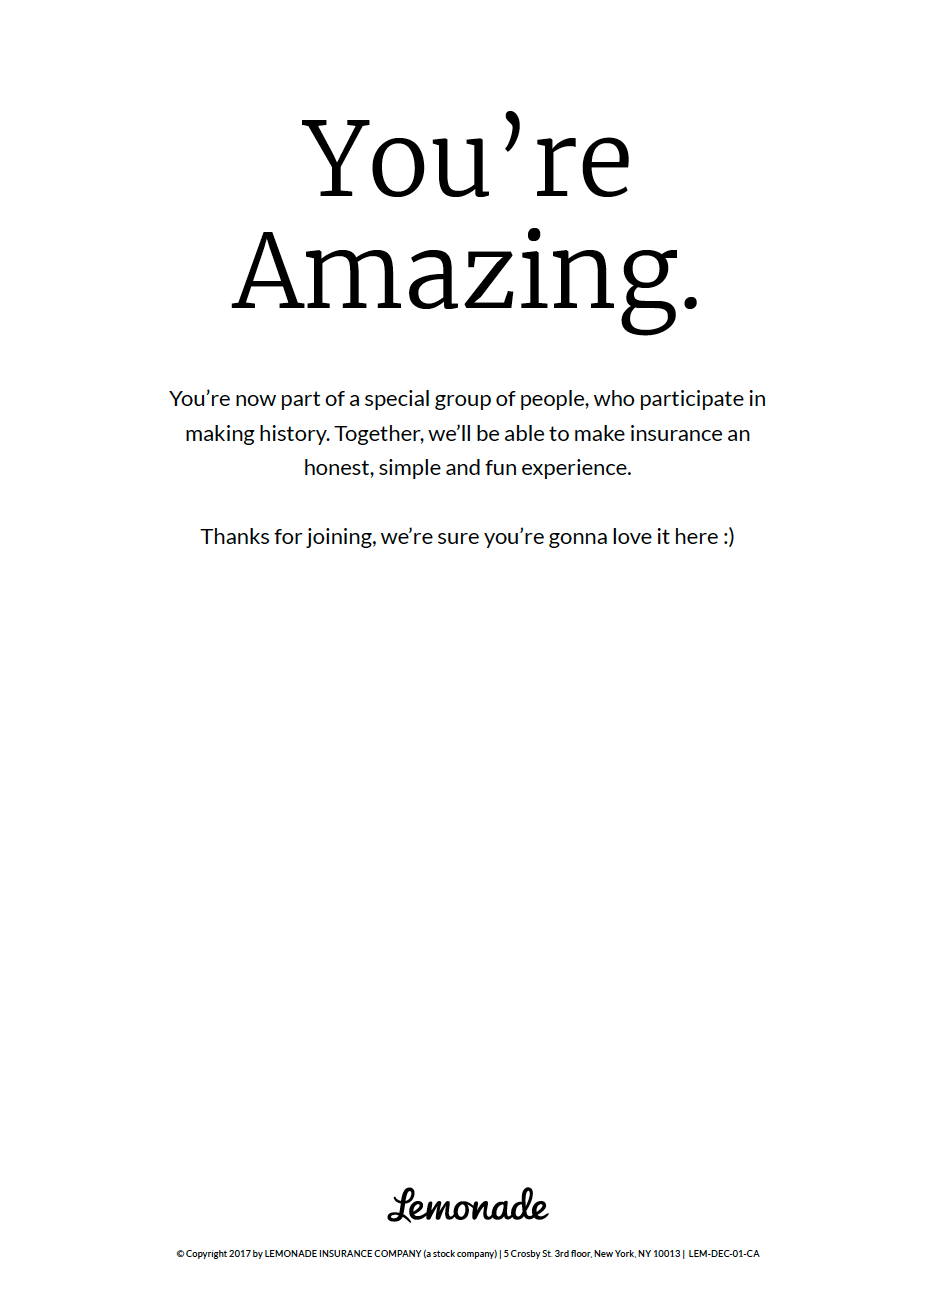 You’re
Amazing.
You’re now part of a special group of people, who participate in
making history. Together, we’ll be able to make insurance an
honest, simple and fun experience.
Thanks for joining, we’re sure you’re gonna love it here :)
Lemonade
© Copyright 2017 by LEMONADE INSURANCE COMPANY (a stock company) | 5 Crosby St. 3rd floor, New York, NY 10013 | LEM-DEC-01-CA